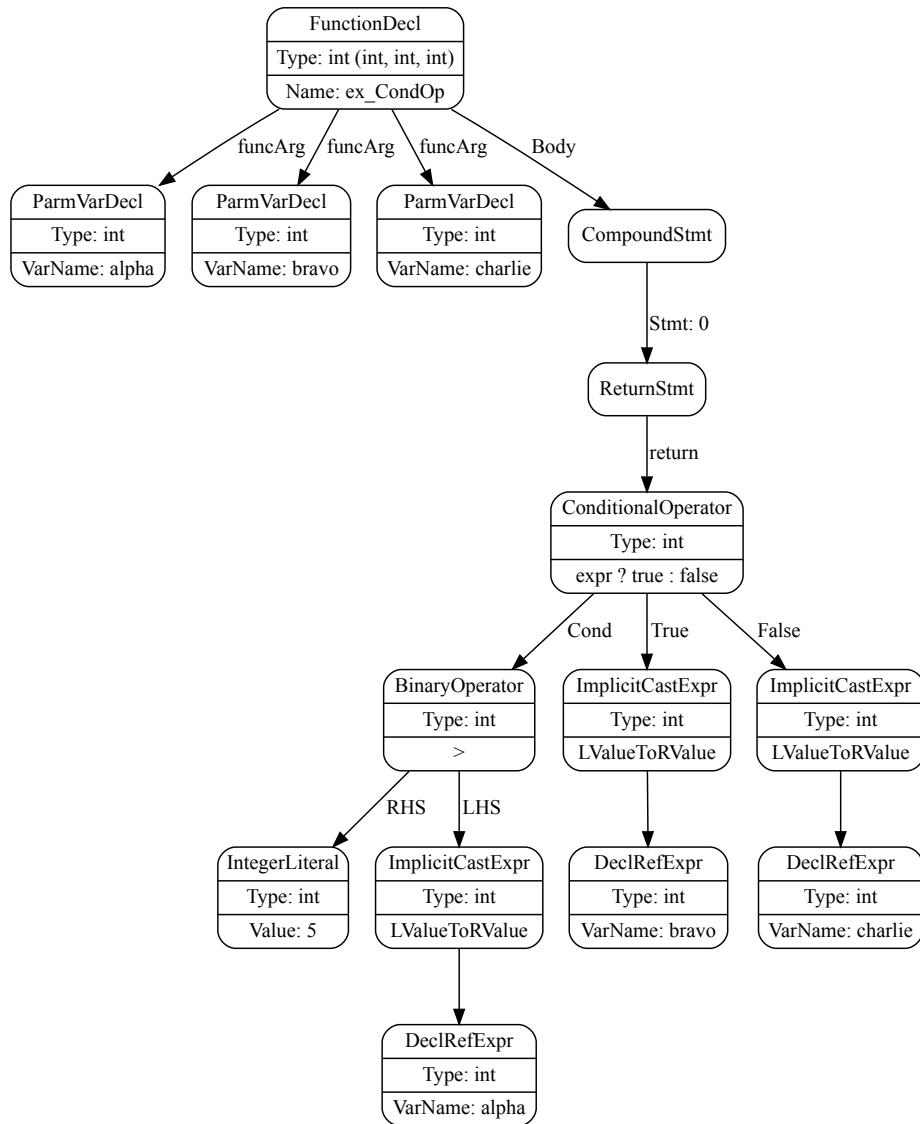 FunctionDecl
Type: int (int, int, int)
Name: ex_CondOp
funcArg
funcArg
funcArg
Body
ParmVarDecl
Type: int
VarName: alpha
ParmVarDecl
Type: int
VarName: bravo
ParmVarDecl
Type: int
VarName: charlie
CompoundStmt
Stmt: 0
ReturnStmt
return
ConditionalOperator
Type: int
expr ? true : false
Cond
True
False
BinaryOperator
Type: int
>
ImplicitCastExpr
Type: int
LValueToRValue
ImplicitCastExpr
Type: int
LValueToRValue
RHS
LHS
IntegerLiteral
Type: int
Value: 5
ImplicitCastExpr
Type: int
LValueToRValue
DeclRefExpr
Type: int
VarName: bravo
DeclRefExpr
Type: int
VarName: charlie
DeclRefExpr
Type: int
VarName: alpha